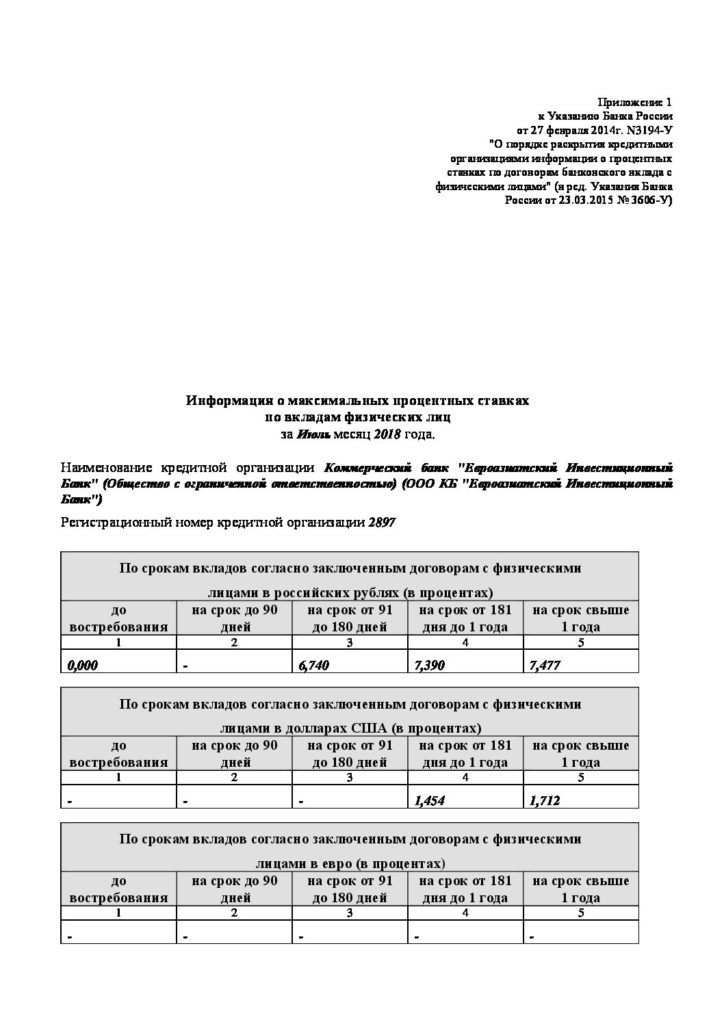 Приложение 1
к Указанию Банка России
от 27 февраля 2014г. N3194-У
"О порядке раскрытия кредитными
организациями информации о процентных
ставках по договорам банковского вклада с
физическими лицами" (в ред. Указания Банка
России от 23.03.2015 № 3606-У)
Информация о максимальных процентных ставках
по вкладам физических лиц
за Июль месяц 2018 года.
Наименование кредитной организации Коммерческий банк "Евроазиатский Инвестиционный
Банк" (Общество с ограниченной ответственностью) (ООО КБ "Евроазиатский Инвестиционный
Банк")
Регистрационный номер кредитной организации 2897
По срокам вкладов согласно заключенным договорам с физическими
лицами в российских рублях (в процентах)
до на срок до 90 на срок от 91 на срок от 181 на срок свыше
востребования дней до 180 дней дня до 1 года 1 года
1 2 3 4 5
0,000 - 6,740 7,390 7,477
По срокам вкладов согласно заключенным договорам с физическими
лицами в долларах США (в процентах)
до на срок до 90 на срок от 91 на срок от 181 на срок свыше
востребования дней до 180 дней дня до 1 года 1 года
1 2 3 4 5
- - - 1,454 1,712
По срокам вкладов согласно заключенным договорам с физическими
лицами в евро (в процентах)
до на срок до 90 на срок от 91 на срок от 181 на срок свыше
востребования дней до 180 дней дня до 1 года 1 года
1 2 3 4 5
- - - - -